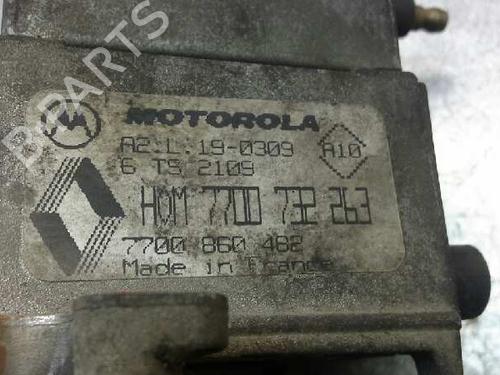 MOTOROLA
A2:L:19-0309
A10
6 TS 2109
HOM 7700 732 263
7700 860 482
Made in France
B-PARTS